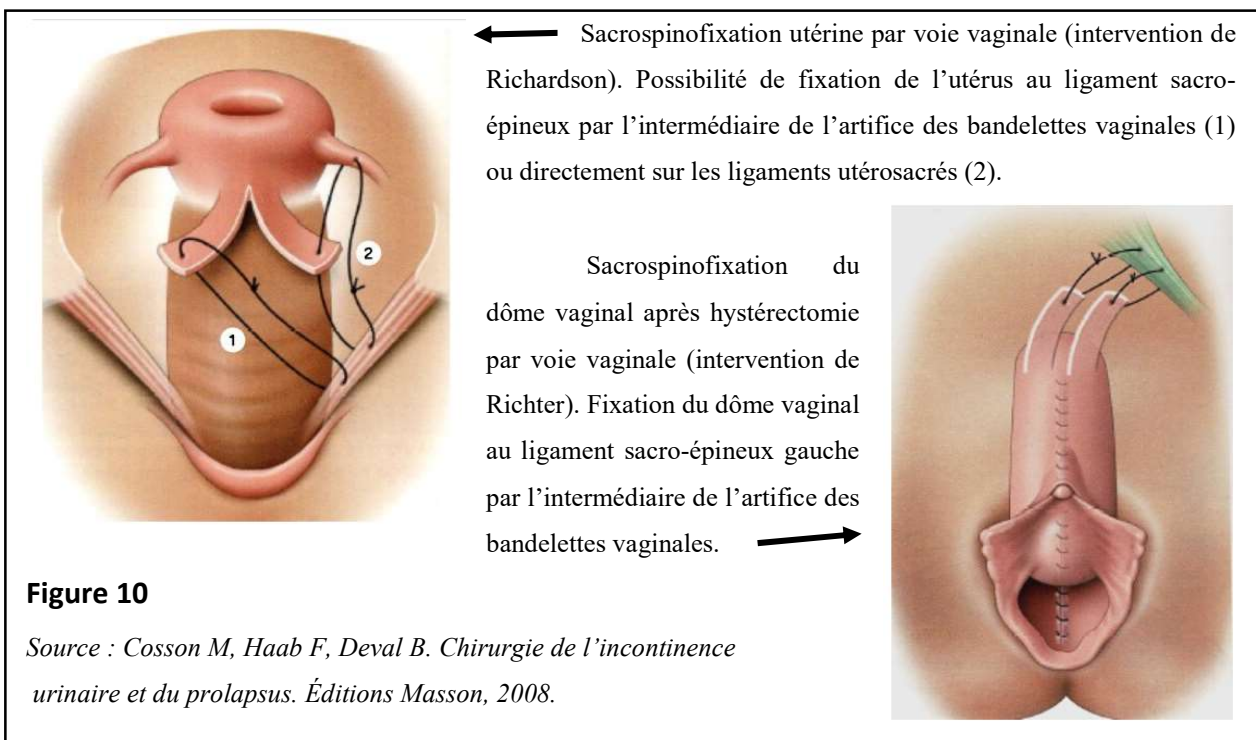 Sacrospinofixation utérine par voie vaginale (intervention de
Richardson). Possibilité de fixation de l’utérus au ligament sacro-
épineux par l’intermédiaire de l’artifice des bandelettes vaginales (1)
ou directement sur les ligaments utérosacrés (2).
2
1
Sacrospinofixation du
dôme vaginal après hystérectomie
par voie vaginale (intervention de
Richter). Fixation du dôme vaginal
au ligament sacro-épineux gauche
par l’intermédiaire de l’artifice des
bandelettes vaginales.
Figure 10
Source : Cosson M, Haab F, Deval B. Chirurgie de l’incontinence
urinaire et du prolapsus. Éditions Masson, 2008.